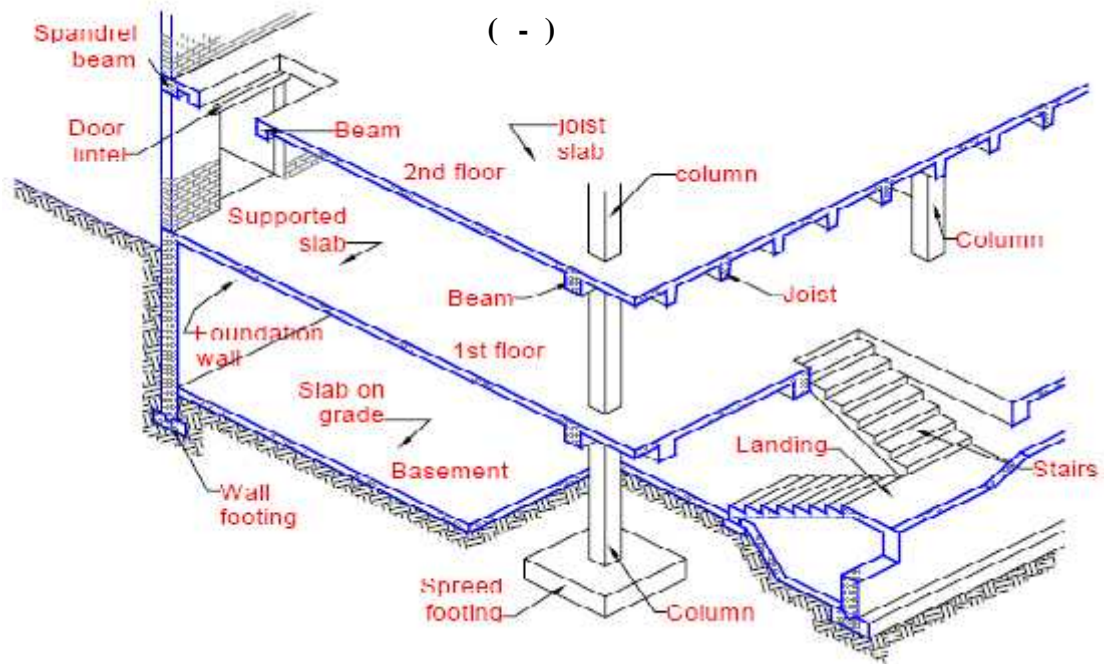 ( - )
Spandrel
beam
Door
lintel
Beam
joist
slab
2nd floor
column
Supported
slab
Column
Beam
Joist
Foundation
wall
1st floor
Slab on
grade
Landing
Basement
Stairs
Wall
footing
Spreed
footing
Column